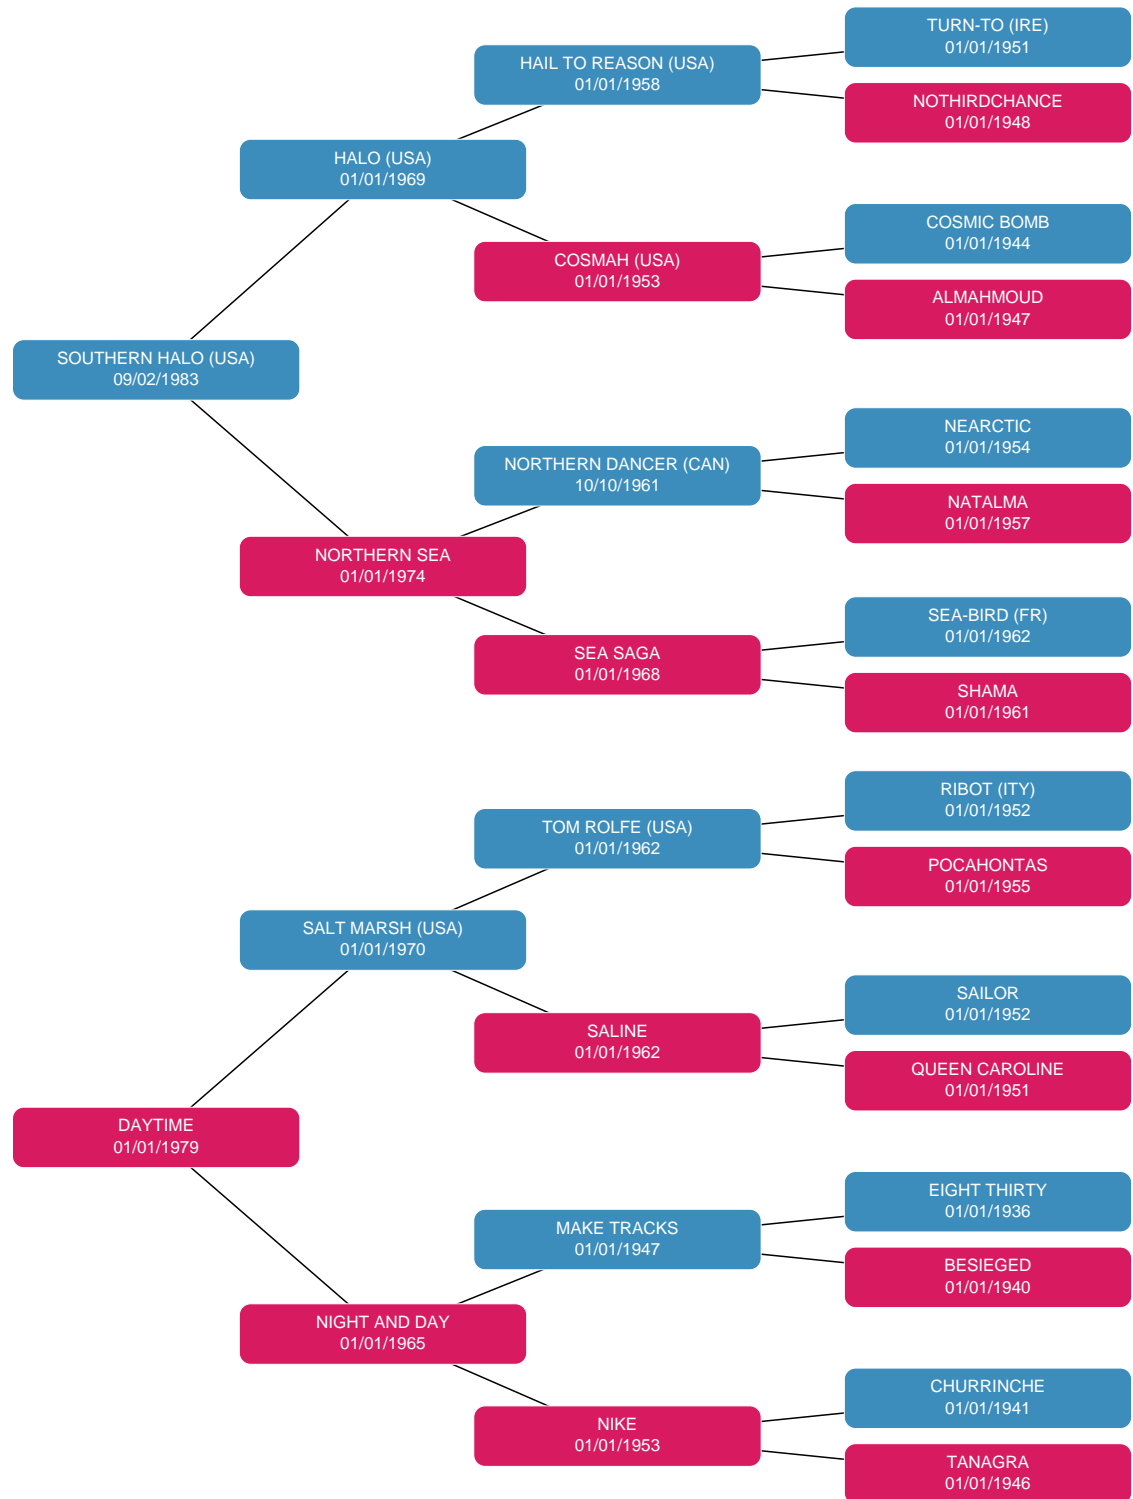 TURN-TO (IRE)
01/01/1951
HAIL TO REASON (USA)
01/01/1958
NOTHIRDCHANCE
01/01/1948
HALO (USA)
01/01/1969
COSMIC BOMB
01/01/1944
COSMAH (USA)
01/01/1953
ALMAHMOUD
01/01/1947
SOUTHERN HALO (USA)
09/02/1983
NEARCTIC
01/01/1954
NORTHERN DANCER (CAN)
10/10/1961
NATALMA
01/01/1957
NORTHERN SEA
01/01/1974
SEA-BIRD (FR)
01/01/1962
SEA SAGA
01/01/1968
SHAMA
01/01/1961
RIBOT (ITY)
01/01/1952
TOM ROLFE (USA)
01/01/1962
POCAHONTAS
01/01/1955
SALT MARSH (USA)
01/01/1970
SAILOR
01/01/1952
SALINE
01/01/1962
QUEEN CAROLINE
01/01/1951
DAYTIME
01/01/1979
EIGHT THIRTY
01/01/1936
MAKE TRACKS
01/01/1947
BESIEGED
01/01/1940
NIGHT AND DAY
01/01/1965
CHURRINCHE
01/01/1941
NIKE
01/01/1953
TANAGRA
01/01/1946